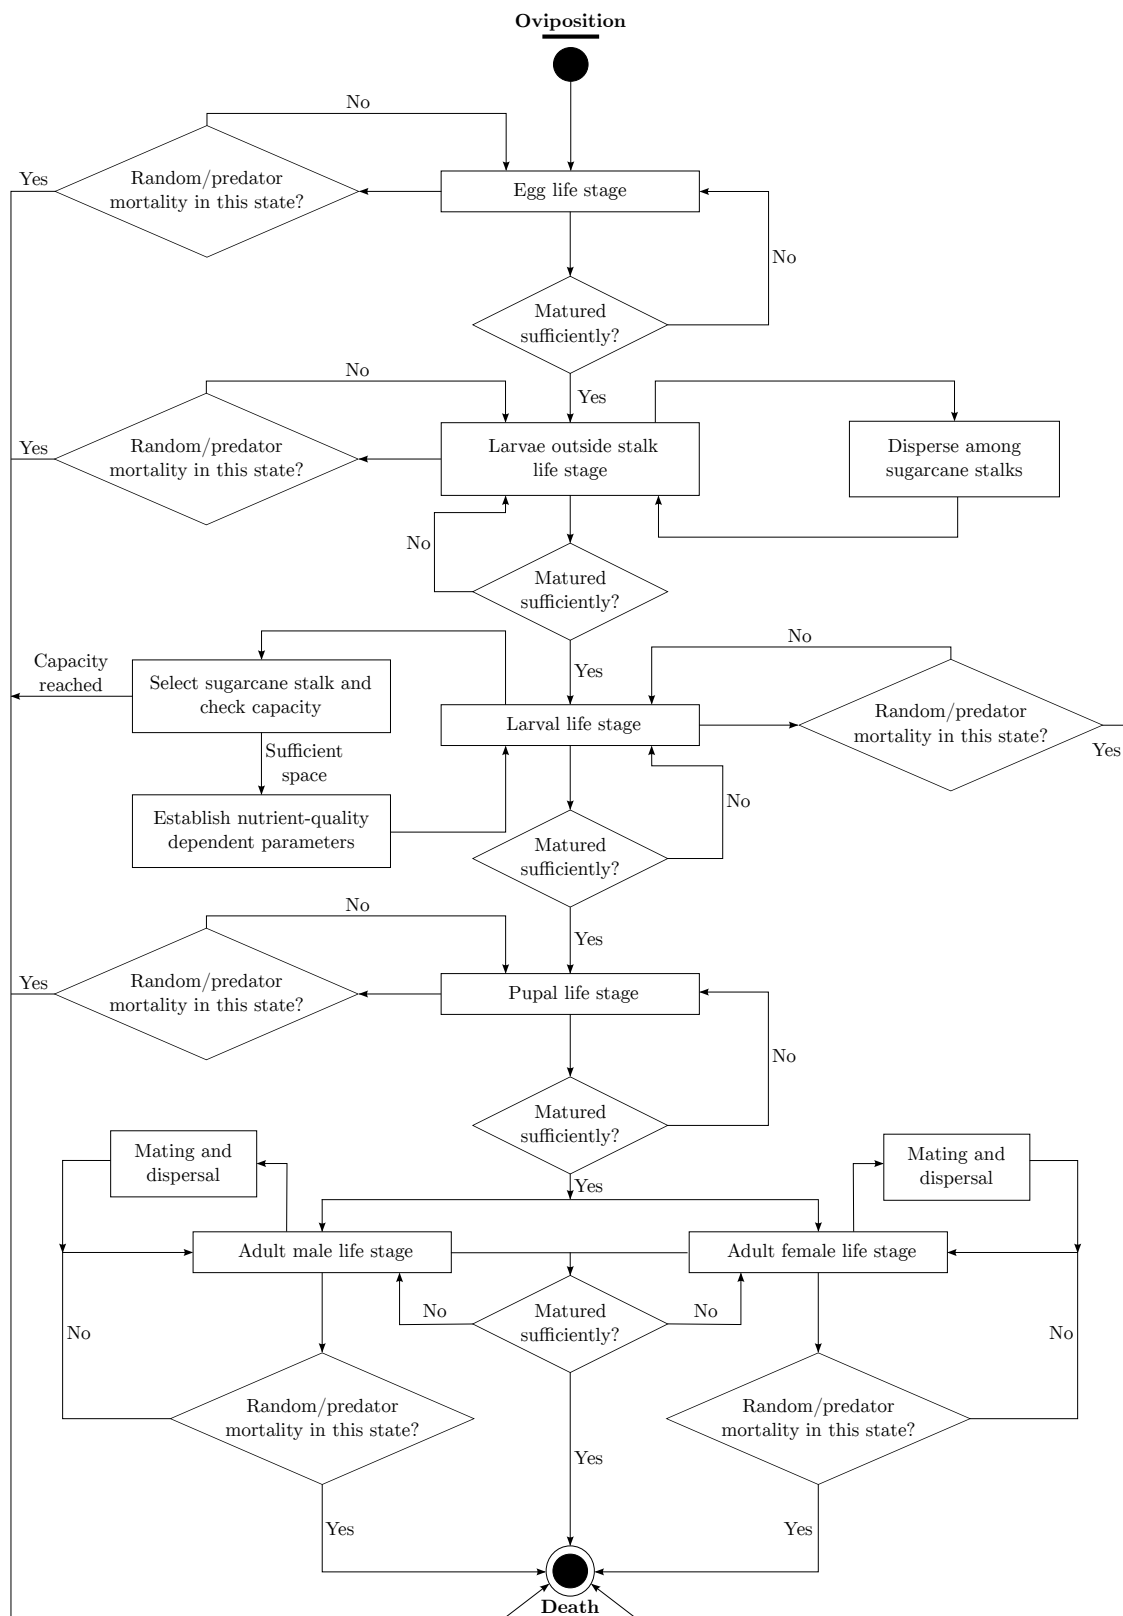 Oviposition
No
Yes
Random/predator
mortality in this state?
Egg life stage
No
Matured
sufficiently?
Yes
No
Yes
Random/predator
mortality in this state?
Larvae outside stalk
life stage
Disperse among
sugarcane stalks
No
Matured
sufficiently?
Yes
No
Capacity
reached
Select sugarcane stalk and
check capacity
Larval life stage
Random/predator
mortality in this state?
Yes
Sufficient
space
No
Establish nutrient-quality
dependent parameters
Matured
sufficiently?
Yes
No
Yes
Random/predator
mortality in this state?
Pupal life stage
No
Matured
sufficiently?
Yes
Mating and
dispersal
Mating and
dispersal
Adult male life stage
Adult female life stage
No
No
Matured
sufficiently?
No
No
Random/predator
mortality in this state?
Random/predator
mortality in this state?
Yes
Yes
Yes
Death